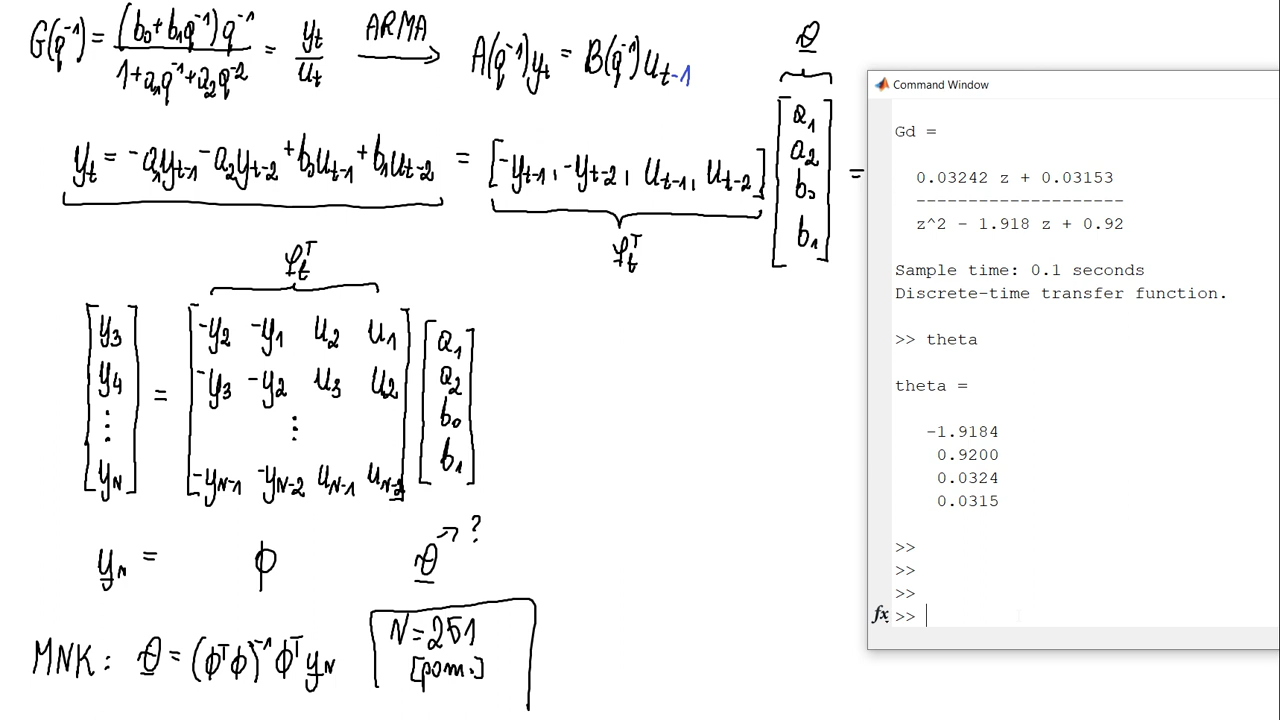 G(q⁻¹) = (b₀+b₁q⁻¹)q⁻¹ / 1+a₁q⁻¹+a₂q⁻² = yₜ / uₜ ARMA → A(q⁻¹)yₜ = B(q⁻¹)uₜ₋₁
yₜ = -a₁yₜ₋₁ -a₂yₜ₋₂ +b₀uₜ₋₁ +b₁uₜ₋₂ = [-yₜ₋₁, -yₜ₋₂, uₜ₋₁, uₜ₋₂] [a₁ a₂ b₀ b₁] =
θ
φₜᵀ
φₜᵀ
y₃ -y₂ -y₁ u₂ u₁ a₁
y₄ = -y₃ -y₂ u₃ u₂ a₂
⋮ ⋮ b₀
y_N -y_N-1 -y_N-2 u_N-1 u_N-2 b₁
y_N = ϕ θ → ?
MNK: θ = (ϕᵀϕ)⁻¹ϕᵀy_N
N=251
[pom.]
Command Window
Gd =
0.03242 z + 0.03153
--------------------
z^2 - 1.918 z + 0.92
Sample time: 0.1 seconds
Discrete-time transfer function.
>> theta
theta =
-1.9184
0.9200
0.0324
0.0315
>>
>>
>>
fx >>